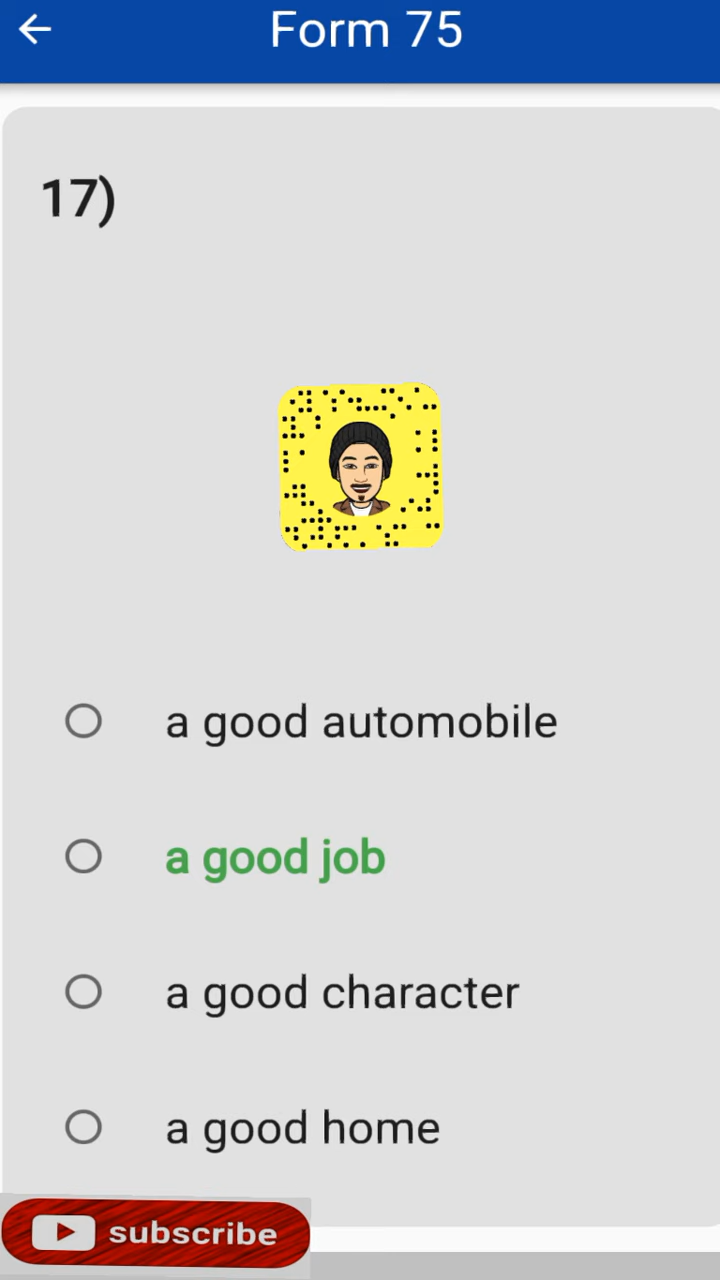 Form 75
17)
a good automobile
a good job
a good character
a good home
subscribe